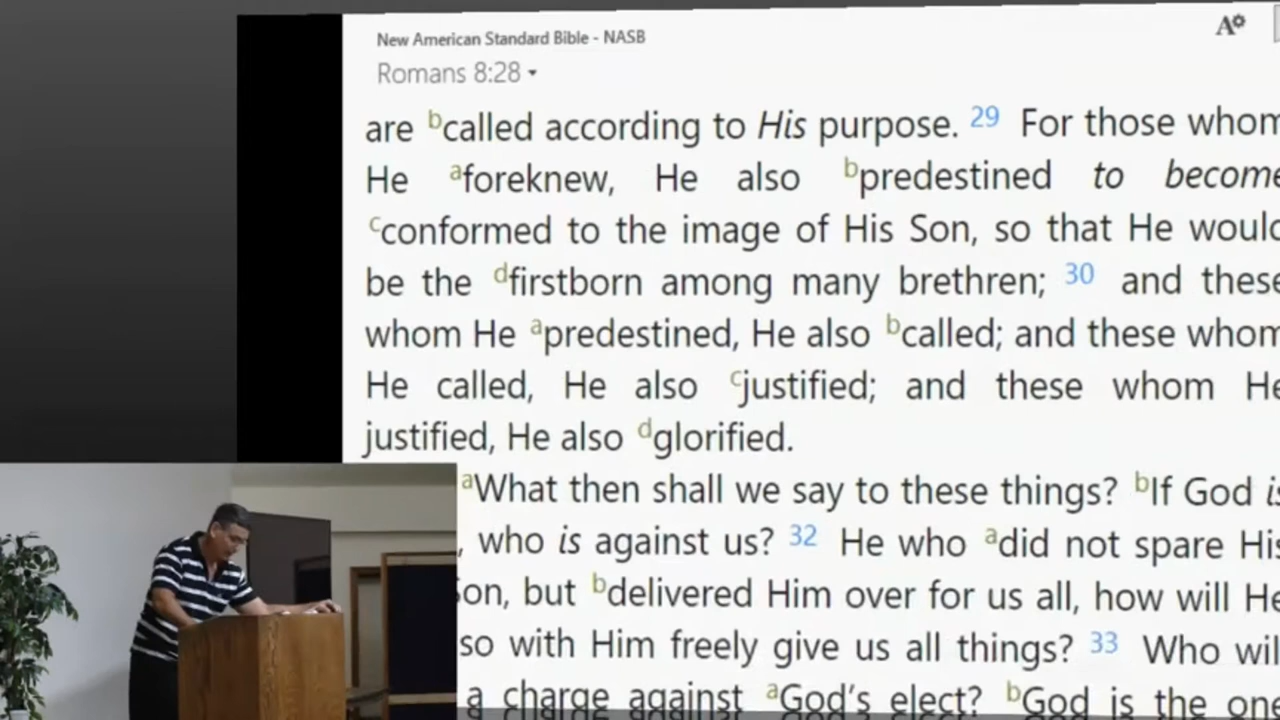 New American Standard Bible - NASB
Romans 8:28
are bcalled according to His purpose. 29 For those whom
He aforeknew, He also bpredestined to become
cconformed to the image of His Son, so that He would
be the dfirstborn among many brethren; 30 and these
whom He apredestined, He also bcalled; and these whom
He called, He also cjustified; and these whom He
justified, He also dglorified.
aWhat then shall we say to these things? bIf God is
, who is against us? 32 He who adid not spare His
Son, but bdelivered Him over for us all, how will He
so with Him freely give us all things? 33 Who will
a charge against aGod's elect? bGod is the one